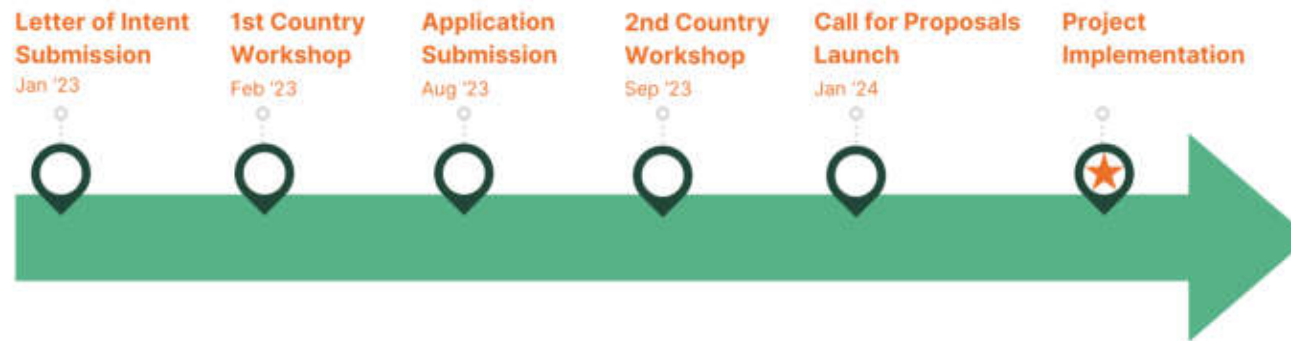 Letter of Intent
Submission
Jan '23
1st Country
Workshop
Feb '23
Application
Submission
Aug '23
2nd Country
Workshop
Sep '23
Call for Proposals
Launch
Jan '24
Project
Implementation